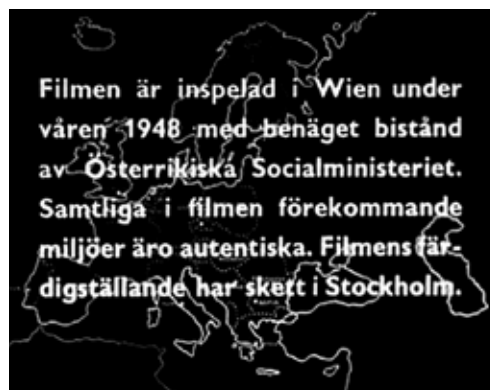 Filmen är inspelad i Wien under
våren 1948 med benäget bistånd
av Österrikiska Socialministeriet.
Samtliga i filmen förekommande
miljöer äro autentiska. Filmens fär-
digställande har skett i Stockholm.